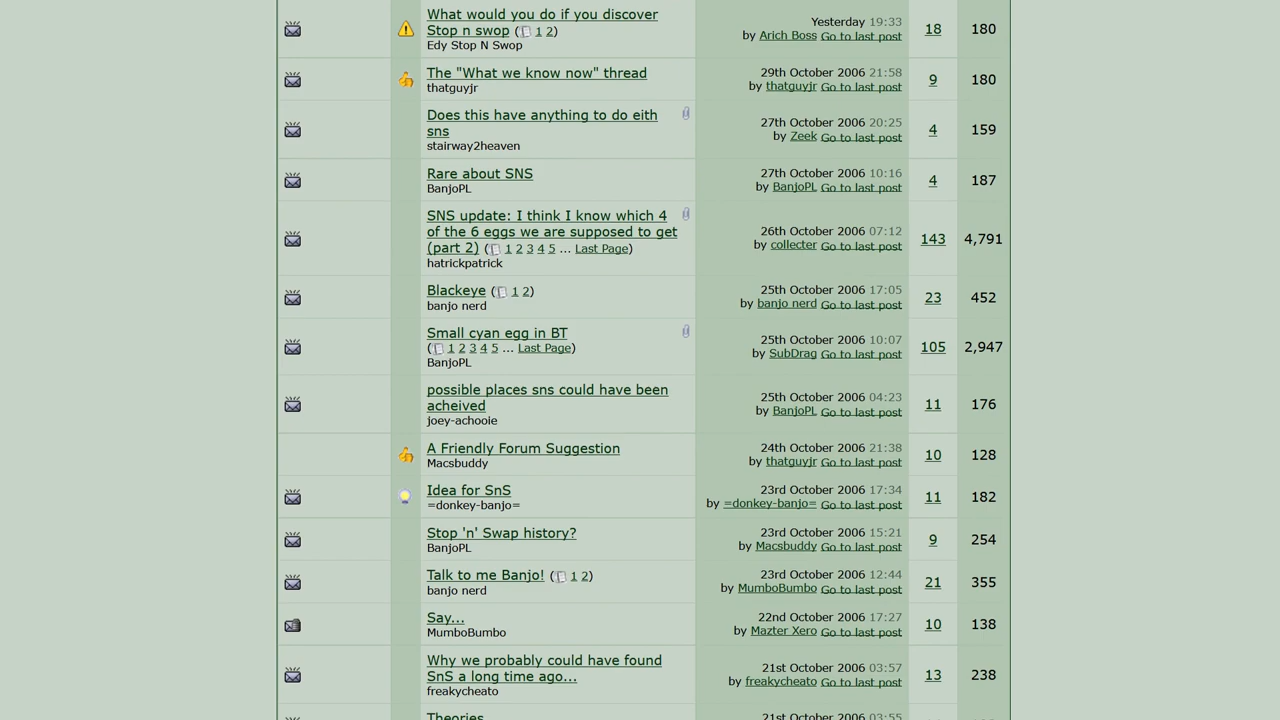 What would you do if you discover
Stop n swop ( 1 2)
Edy Stop N Swop
Yesterday 19:33
by Arich Boss Go to last post
18
180
The "What we know now" thread
thatguyjr
29th October 2006 21:58
by thatguyjr Go to last post
9
180
Does this have anything to do eith
sns
stairway2heaven
27th October 2006 20:25
by Zeek Go to last post
4
159
Rare about SNS
BanjoPL
27th October 2006 10:16
by BanjoPL Go to last post
4
187
SNS update: I think I know which 4
of the 6 eggs we are supposed to get
(part 2) ( 1 2 3 4 5 ... Last Page)
hatrickpatrick
26th October 2006 07:12
by collecter Go to last post
143
4,791
Blackeye ( 1 2)
banjo nerd
25th October 2006 17:05
by banjo nerd Go to last post
23
452
Small cyan egg in BT
( 1 2 3 4 5 ... Last Page)
BanjoPL
25th October 2006 10:07
by SubDrag Go to last post
105
2,947
possible places sns could have been
acheived
joey-achooie
25th October 2006 04:23
by BanjoPL Go to last post
11
176
A Friendly Forum Suggestion
Macsbuddy
24th October 2006 21:38
by thatguyjr Go to last post
10
128
Idea for SnS
=donkey-banjo=
23rd October 2006 17:34
by =donkey-banjo= Go to last post
11
182
Stop 'n' Swap history?
BanjoPL
23rd October 2006 15:21
by Macsbuddy Go to last post
9
254
Talk to me Banjo! ( 1 2)
banjo nerd
23rd October 2006 12:44
by MumboBumbo Go to last post
21
355
Say...
MumboBumbo
22nd October 2006 17:27
by Mazter Xero Go to last post
10
138
Why we probably could have found
SnS a long time ago...
freakycheato
21st October 2006 03:57
by freakycheato Go to last post
13
238
Theories
21st October 2006 03:55